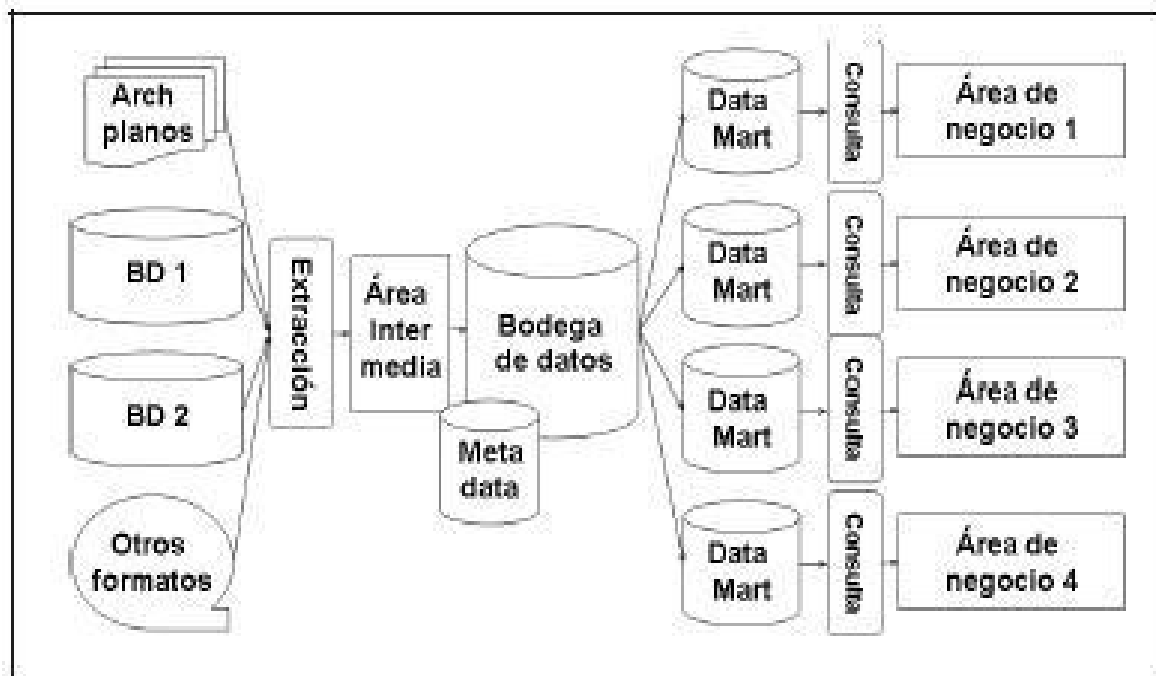 Arch
planos
BD 1
BD 2
Otros
formatos
Extracción
Área
Inter
media
Bodega
de datos
Meta
data
Data
Mart
Consulta
Área de
negocio 1
Data
Mart
Consulta
Área de
negocio 2
Data
Mart
Consulta
Área de
negocio 3
Data
Mart
Consulta
Área de
negocio 4